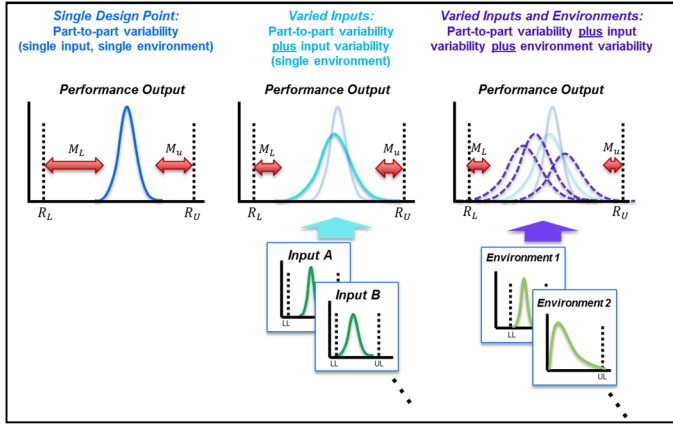 Single Design Point:
Part-to-part variability
(single input, single environment)
Performance Output
M_L
M_u
R_L
R_U
Varied Inputs:
Part-to-part variability
plus input variability
(single environment)
Performance Output
M_L
M_u
R_L
R_U
Input A
LL
Input B
LL
UL
Varied Inputs and Environments:
Part-to-part variability plus input
variability plus environment variability
Performance Output
M_L
M_u
R_L
R_U
Environment 1
LL
Environment 2
UL